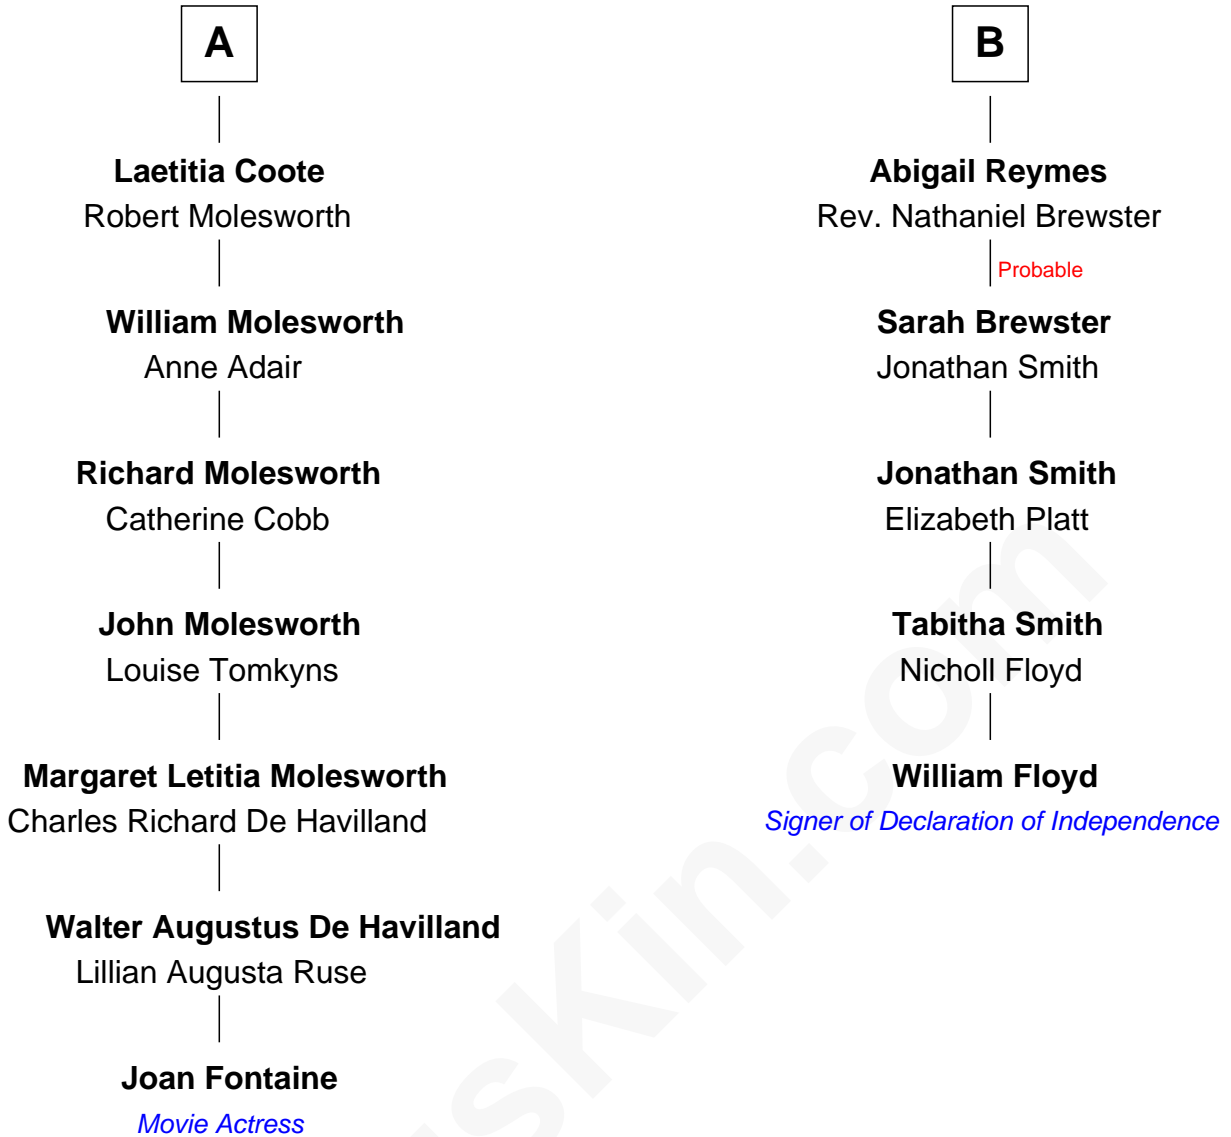 A
Laetitia Coote
Robert Molesworth
William Molesworth
Anne Adair
Richard Molesworth
Catherine Cobb
John Molesworth
Louise Tomkyns
Margaret Letitia Molesworth
Charles Richard De Havilland
Walter Augustus De Havilland
Lillian Augusta Ruse
Joan Fontaine
Movie Actress
B
Abigail Reymes
Rev. Nathaniel Brewster
Probable
Sarah Brewster
Jonathan Smith
Jonathan Smith
Elizabeth Platt
Tabitha Smith
Nicholl Floyd
William Floyd
Signer of Declaration of Independence
usKin.com